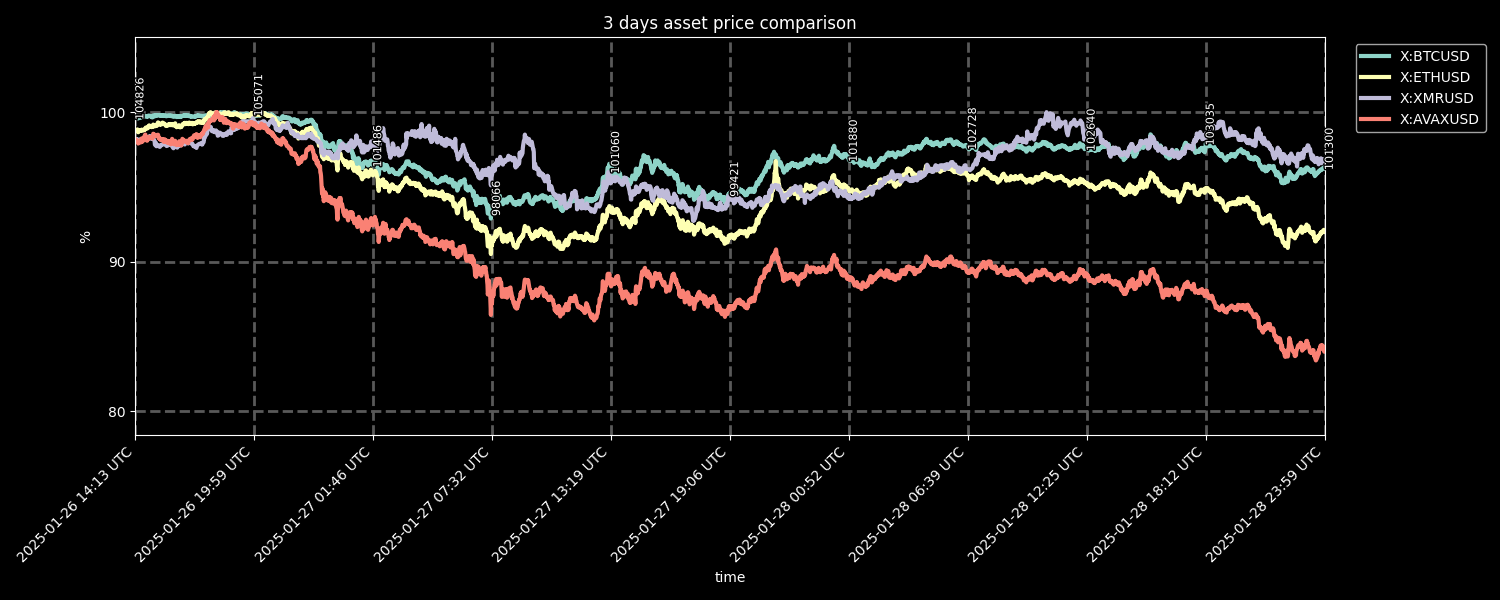 3 days asset price comparison
X:BTCUSD
X:ETHUSD
X:XMRUSD
X:AVAXUSD
104826
105071
101486
98066
101060
99421
101880
102728
102640
103035
101300
100
90
80
%
2025-01-26 14:13 UTC
2025-01-26 19:59 UTC
2025-01-27 01:46 UTC
2025-01-27 07:32 UTC
2025-01-27 13:19 UTC
2025-01-27 19:06 UTC
2025-01-28 00:52 UTC
2025-01-28 06:39 UTC
2025-01-28 12:25 UTC
2025-01-28 18:12 UTC
2025-01-28 23:59 UTC
time